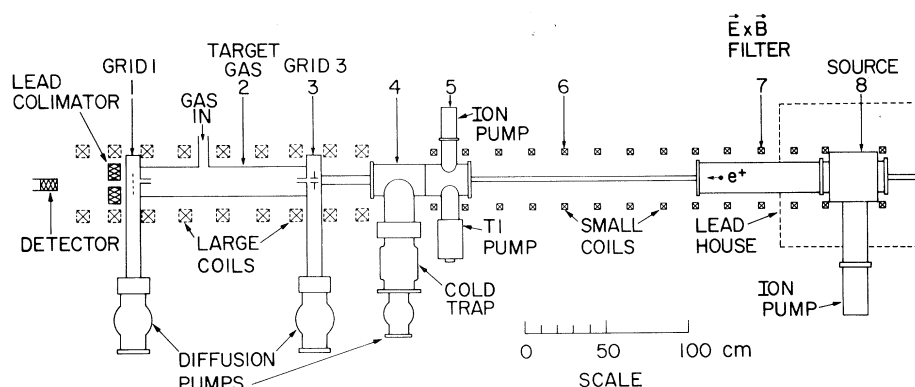 E x B
FILTER
GRID 1
TARGET
GAS
2
GRID 3
3
4
5
6
7
SOURCE
8
LEAD
COLIMATOR
1
GAS
IN
ION
PUMP
e+
DETECTOR
LARGE
COILS
TI
PUMP
SMALL
COILS
LEAD
HOUSE
COLD
TRAP
ION
PUMP
DIFFUSION
PUMPS
0 50 100 cm
SCALE